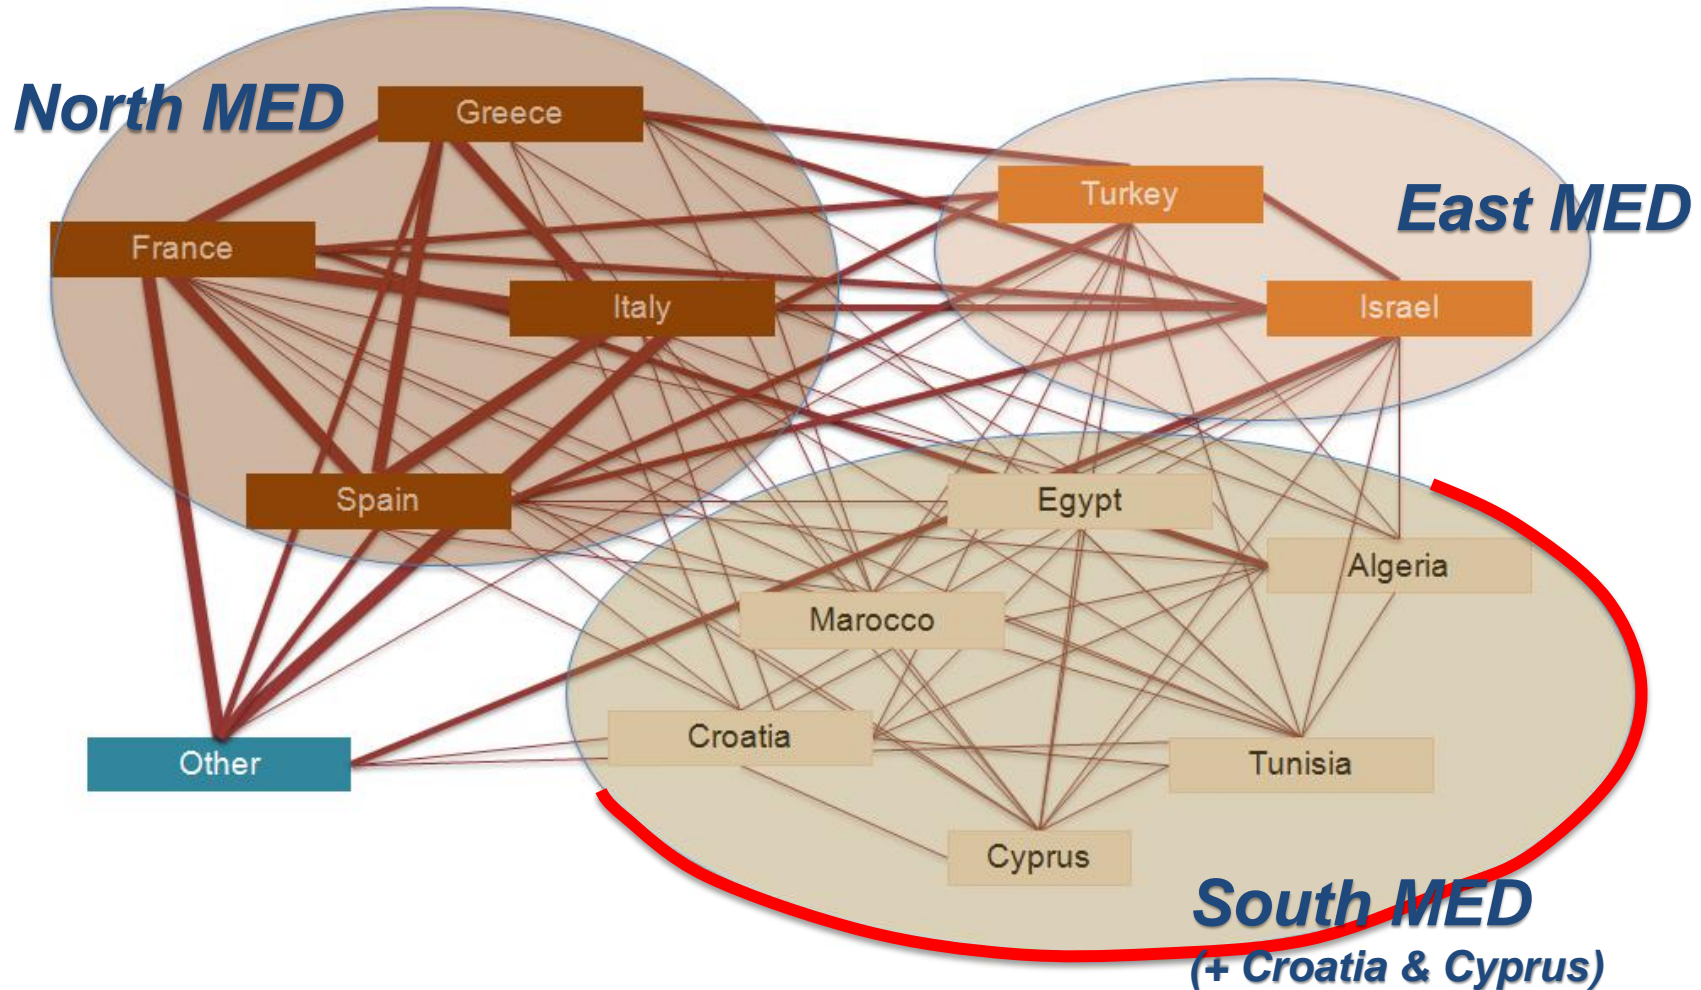 North MED
Greece
Turkey
East MED
France
Italy
Israel
Spain
Egypt
Algeria
Marocco
Croatia
Other
Tunisia
Cyprus
South MED
(+ Croatia & Cyprus)